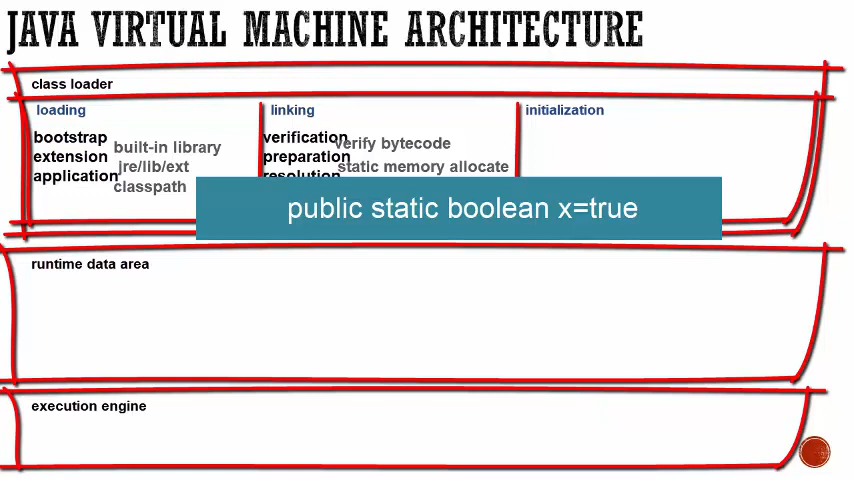 JAVA VIRTUAL MACHINE ARCHITECTURE
class loader
loading
bootstrap
extension
application
built-in library
jre/lib/ext
classpath
linking
verification
preparation
resolution
verify bytecode
static memory allocate
initialization
public static boolean x=true
runtime data area
execution engine